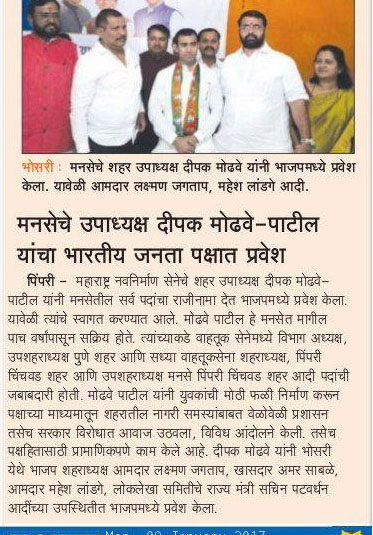 भोसरी : मनसेचे शहर उपाध्यक्ष दीपक मोढवे यांनी भाजपमध्ये प्रवेश
केला. यावेळी आमदार लक्ष्मण जगताप, महेश लांडगे आदी.
मनसेचे उपाध्यक्ष दीपक मोढवे-पाटील
यांचा भारतीय जनता पक्षात प्रवेश
पिंपरी - महाराष्ट्र नवनिर्माण सेनेचे शहर उपाध्यक्ष दीपक मोढवे-
पाटील यांनी मनसेतील सर्व पदांचा राजीनामा देत भाजपमध्ये प्रवेश केला.
यावेळी त्यांचे स्वागत करण्यात आले. मोढवे पाटील हे मनसेत मागील
पाच वर्षांपासून सक्रिय होते. त्यांच्याकडे वाहतूक सेनेमध्ये विभाग अध्यक्ष,
उपशहराध्यक्ष पुणे शहर आणि सध्या वाहतूकसेना शहराध्यक्ष, पिंपरी
चिंचवड शहर आणि उपशहराध्यक्ष मनसे पिंपरी चिंचवड शहर आदी पदांची
जबाबदारी होती. मोढवे पाटील यांनी युवकांची मोठी फळी निर्माण करून
पक्षाच्या माध्यमातून शहरातील नागरी समस्यांबाबत वेळोवेळी प्रशासन
तसेच सरकार विरोधात आवाज उठवला, विविध आंदोलने केली. तसेच
पक्षहितासाठी प्रामाणिकपणे काम केले आहे. दीपक मोढवे यांनी भोसरी
येथे भाजप शहराध्यक्ष आमदार लक्ष्मण जगताप, खासदार अमर साबळे,
आमदार महेश लांडगे, लोकलेखा समितीचे राज्य मंत्री सचिन पटवर्धन
आदींच्या उपस्थितीत भाजपमध्ये प्रवेश केला.
Mon, 09 January 2017